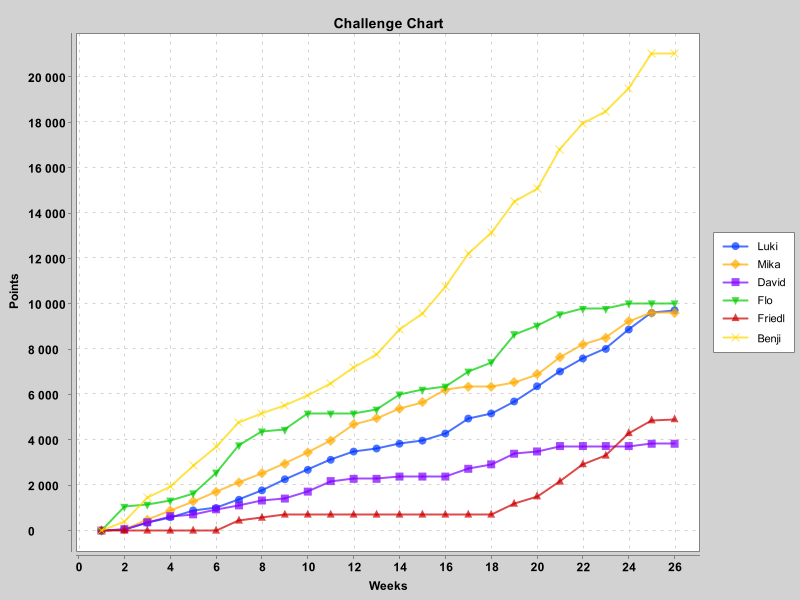 Challenge Chart
Points
20 000
18 000
16 000
14 000
12 000
10 000
8 000
6 000
4 000
2 000
0
0 2 4 6 8 10 12 14 16 18 20 22 24 26
Weeks
Luki
Mika
David
Flo
Friedl
Benji